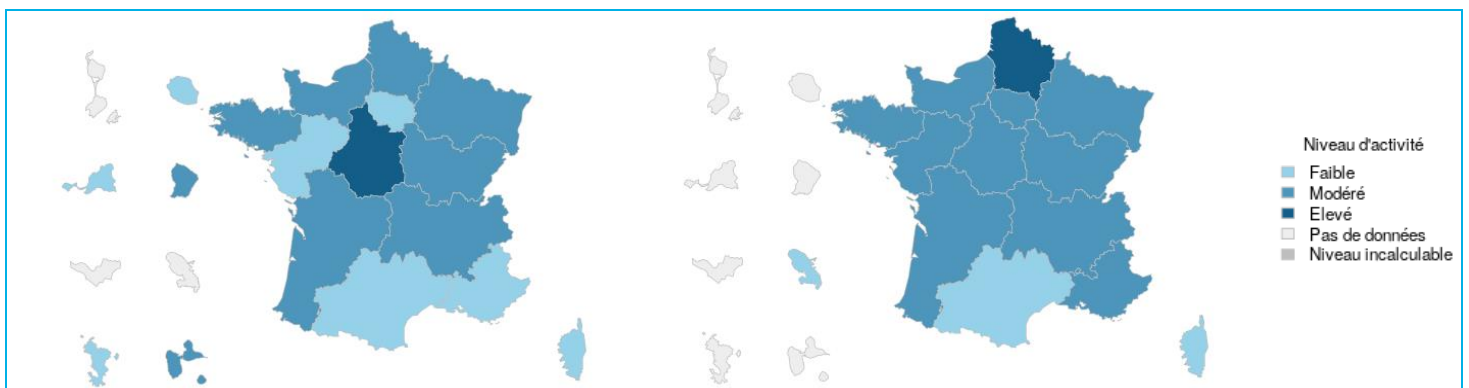 Niveau d'activité
Faible
Modéré
Elevé
Pas de données
Niveau incalculable